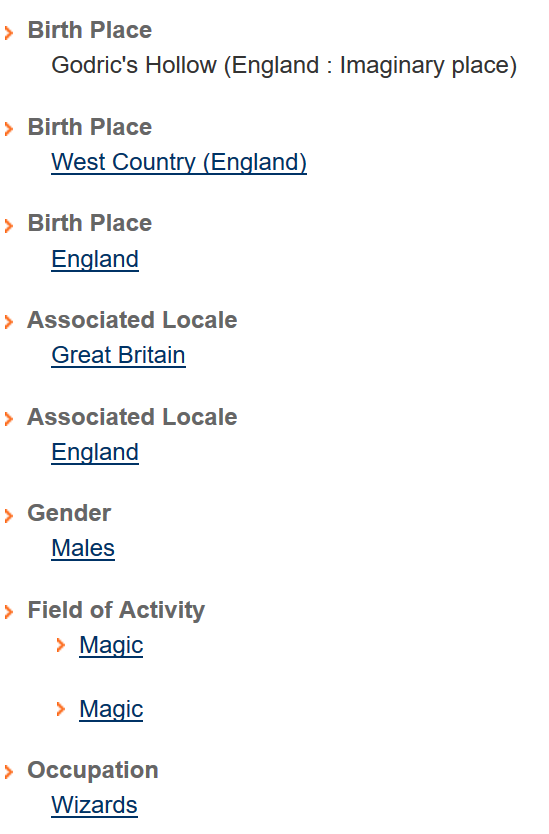 Birth Place
Godric's Hollow (England : Imaginary place)
Birth Place
West Country (England)
Birth Place
England
Associated Locale
Great Britain
Associated Locale
England
Gender
Males
Field of Activity
Magic
Magic
Occupation
Wizards